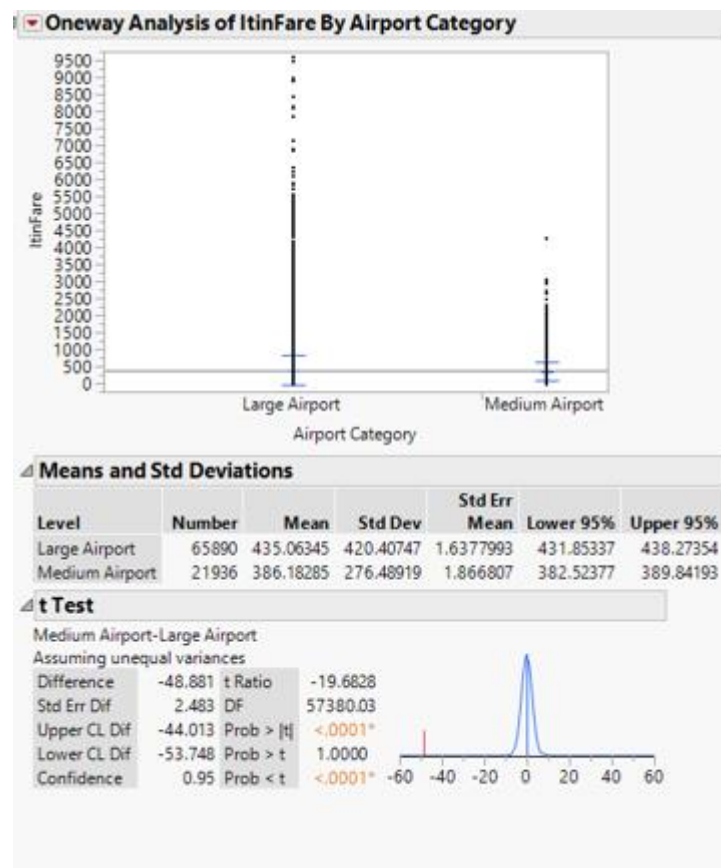 Oneway Analysis of ItinFare By Airport Category
9500
9000
8500
8000
7500
7000
6500
6000
5500
5000
4500
4000
3500
3000
2500
2000
1500
1000
500
0
ItinFare
Large Airport Medium Airport
Airport Category
Means and Std Deviations
Std Err
Level Number Mean Std Dev Mean Lower 95% Upper 95%
Large Airport 65890 435.06345 420.40747 1.6377993 431.85337 438.27354
Medium Airport 21936 386.18285 276.48919 1.866807 382.52377 389.84193
t Test
Medium Airport-Large Airport
Assuming unequal variances
Difference -48.881 t Ratio -19.6828
Std Err Dif 2.483 DF 57380.03
Upper CL Dif -44.013 Prob > |t| <.0001*
Lower CL Dif -53.748 Prob > t 1.0000
Confidence 0.95 Prob < t <.0001*
-60 -40 -20 0 20 40 60